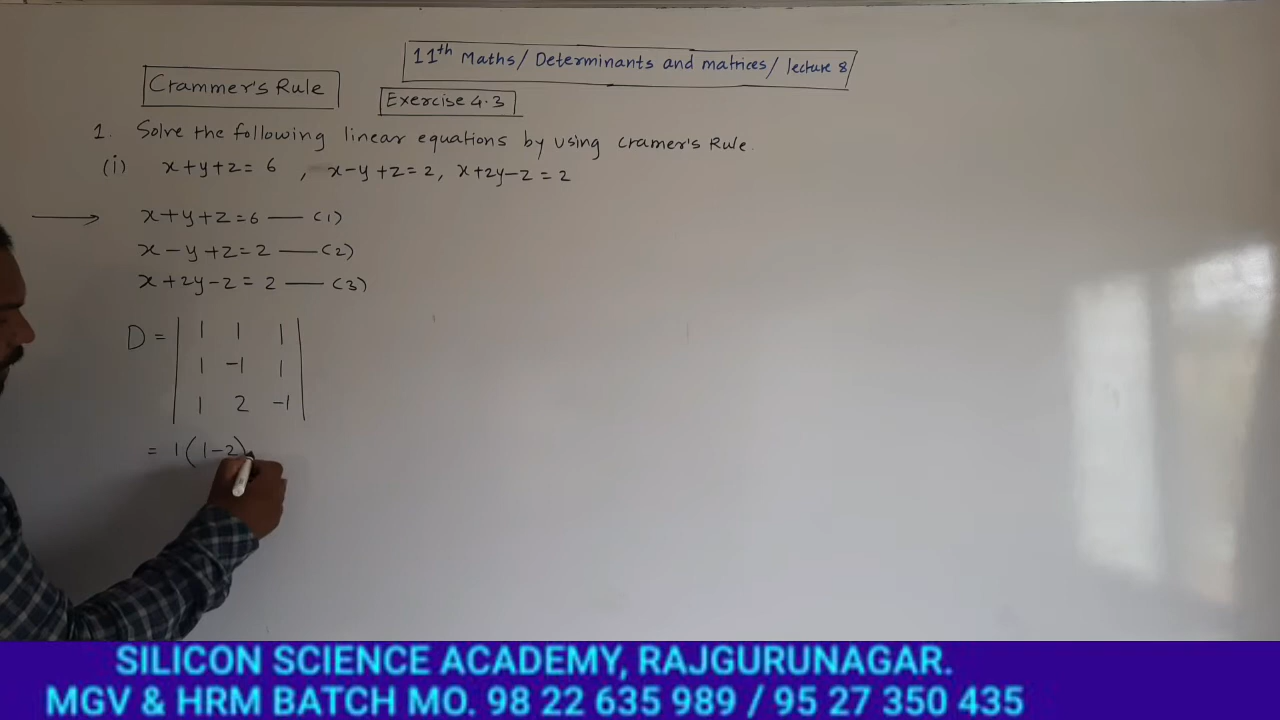 11th Maths/ Determinants and matrices/ lecture 8/
Crammer's Rule
Exercise 4.3
1. Solve the following linear equations by using Cramer's Rule.
(i) x+y+z=6, x-y+z=2, x+2y-z=2
x+y+z=6 — (1)
x-y+z=2 — (2)
x+2y-z=2 — (3)
D = | 1 1 1 |
| 1 -1 1 |
| 1 2 -1 |
= 1(1-2)
SILICON SCIENCE ACADEMY, RAJGURUNAGAR.
MGV & HRM BATCH MO. 98 22 635 989 / 95 27 350 435